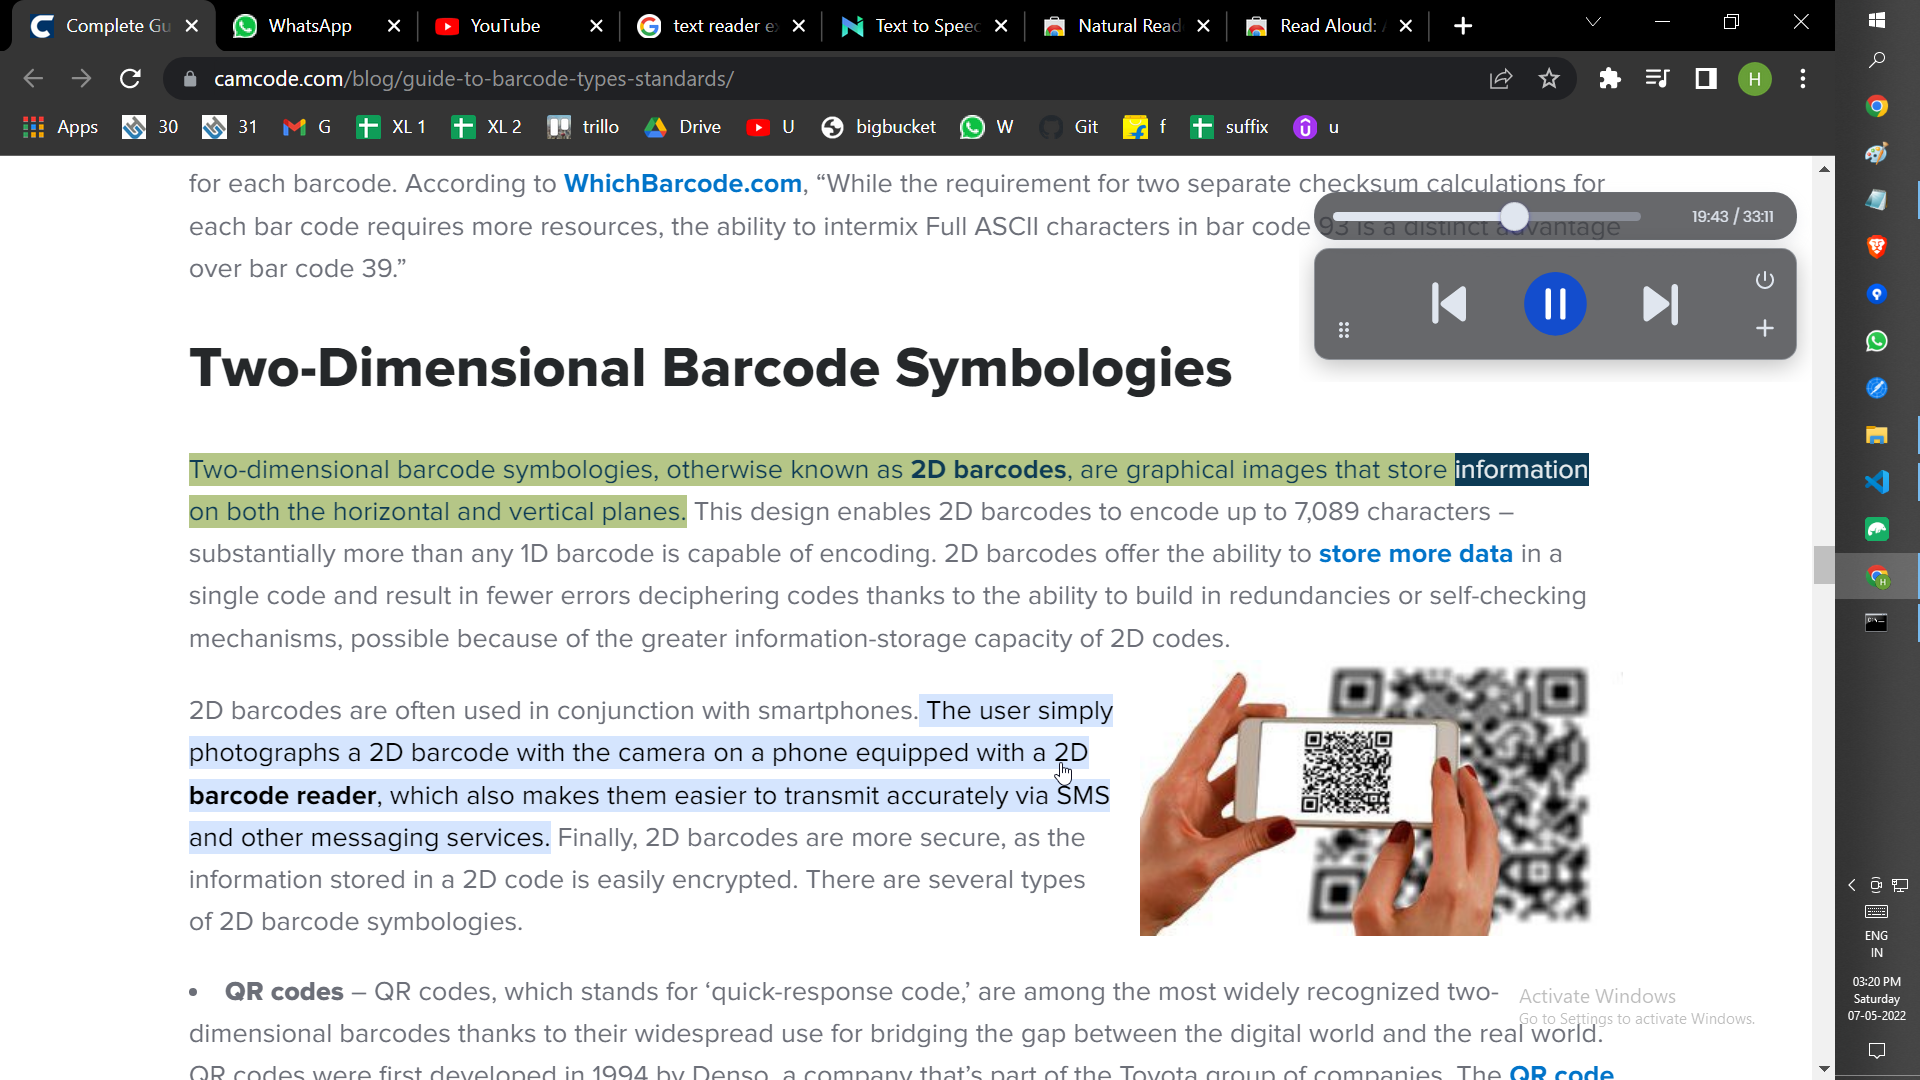 Complete Gu
WhatsApp
YouTube
text reader e
Text to Speec
Natural Read
Read Aloud:
camcode.com/blog/guide-to-barcode-types-standards/
H
Apps
30
31
G
XL 1
XL 2
trillo
Drive
U
bigbucket
W
Git
f
suffix
u
for each barcode. According to WhichBarcode.com, “While the requirement for two separate checksum calculations for
each bar code requires more resources, the ability to intermix Full ASCII characters in bar code 93 is a distinct advantage
over bar code 39.”
19:43 / 33:11
Two-Dimensional Barcode Symbologies
Two-dimensional barcode symbologies, otherwise known as 2D barcodes, are graphical images that store information
on both the horizontal and vertical planes. This design enables 2D barcodes to encode up to 7,089 characters –
substantially more than any 1D barcode is capable of encoding. 2D barcodes offer the ability to store more data in a
single code and result in fewer errors deciphering codes thanks to the ability to build in redundancies or self-checking
mechanisms, possible because of the greater information-storage capacity of 2D codes.
2D barcodes are often used in conjunction with smartphones. The user simply
photographs a 2D barcode with the camera on a phone equipped with a 2D
barcode reader, which also makes them easier to transmit accurately via SMS
and other messaging services. Finally, 2D barcodes are more secure, as the
information stored in a 2D code is easily encrypted. There are several types
of 2D barcode symbologies.
• QR codes – QR codes, which stands for ‘quick-response code,’ are among the most widely recognized two-
dimensional barcodes thanks to their widespread use for bridging the gap between the digital world and the real world.
QR codes were first developed in 1994 by Denso, a company that’s part of the Toyota group of companies. The QR code
Activate Windows
Go to Settings to activate Windows.
ENG
IN
03:20 PM
Saturday
07-05-2022